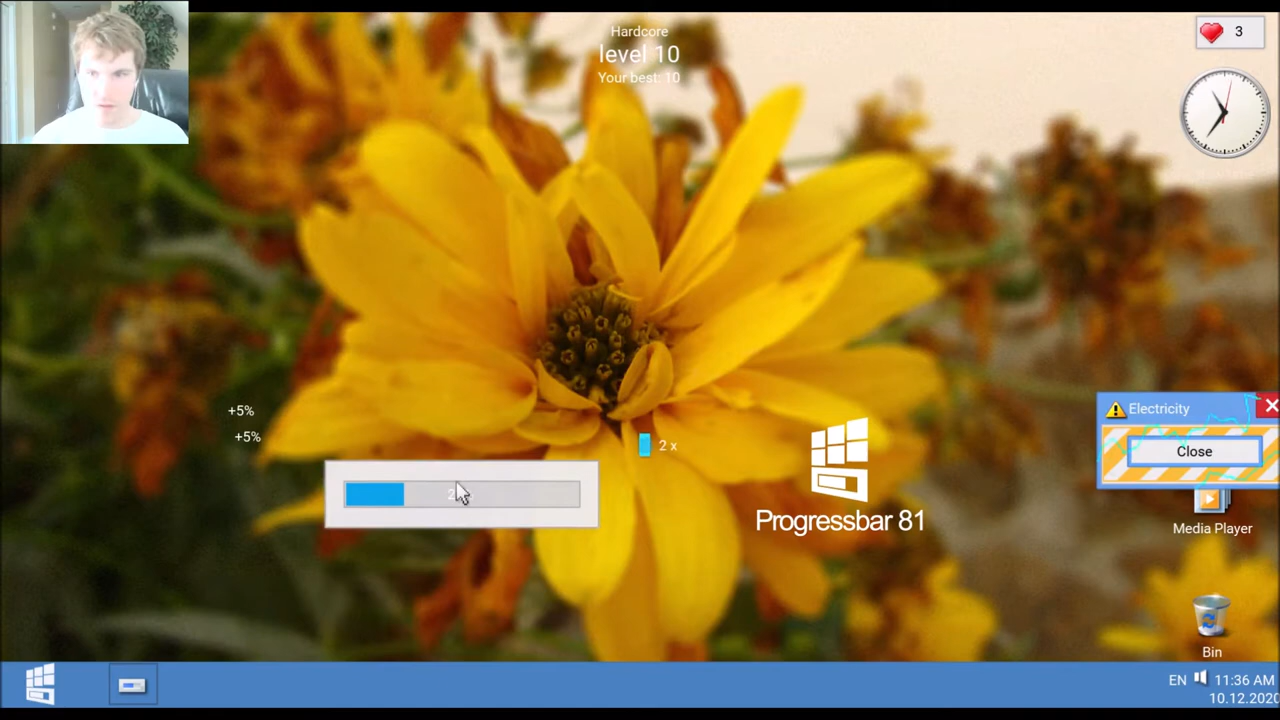 Hardcore
level 10
Your best: 10
3
+5%
+5%
2 x
Progressbar 81
Electricity
Close
Media Player
Bin
EN
11:36 AM
10.12.2020